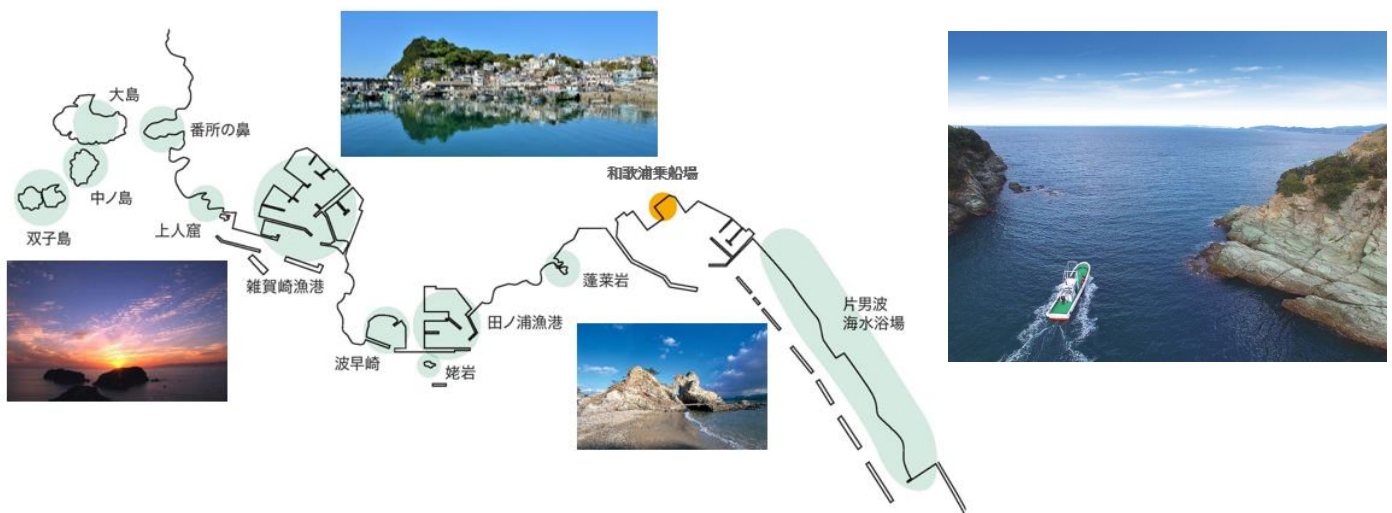 大島
番所の鼻
中ノ島
双子島
上人窟
雑賀崎漁港
波早崎
姥岩
田ノ浦漁港
蓬莱岩
和歌浦乗船場
片男波
海水浴場